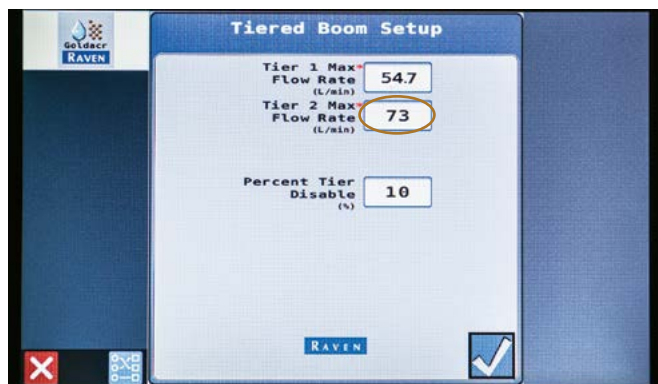 Tiered Boom Setup
Goldacr
RAVEN
Tier 1 Max*
Flow Rate
(L/min)
54.7
Tier 2 Max*
Flow Rate
(L/min)
73
Percent Tier
Disable
(%)
10
RAVEN